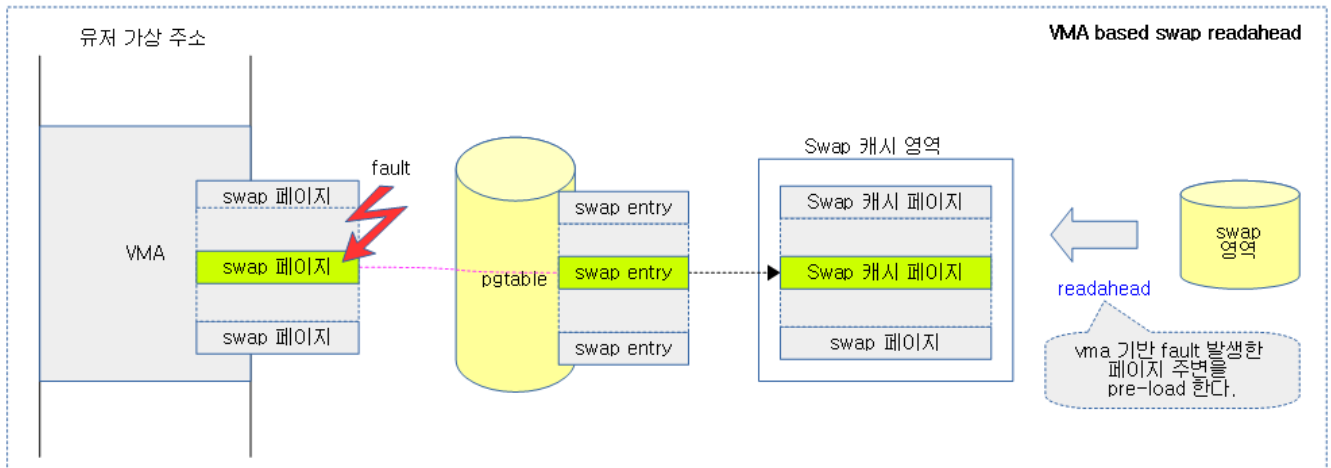 유저 가상 주소
VMA based swap readahead
Swap 캐시 영역
fault
swap 페이지
swap entry
Swap 캐시 페이지
VMA
swap 페이지
pgtable
swap entry
Swap 캐시 페이지
swap
영역
readahead
swap 페이지
swap entry
swap 페이지
vma 기반 fault 발생한
페이지 주변을
pre-load 한다.